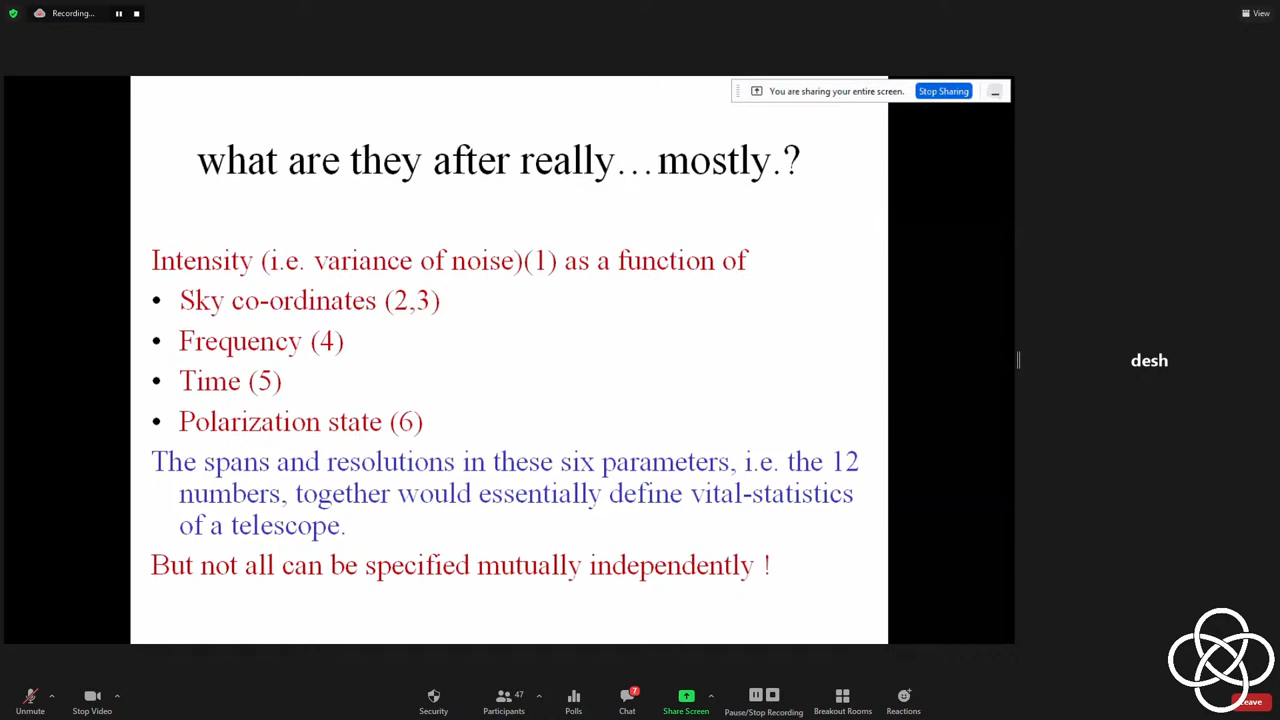 Recording...
View
You are sharing your entire screen.
Stop Sharing
what are they after really…mostly.?
Intensity (i.e. variance of noise)(1) as a function of
• Sky co-ordinates (2,3)
• Frequency (4)
• Time (5)
• Polarization state (6)
The spans and resolutions in these six parameters, i.e. the 12
numbers, together would essentially define vital-statistics
of a telescope.
But not all can be specified mutually independently !
desh
Unmute
Stop Video
Security
Participants
47
Polls
Chat
7
Share Screen
Pause/Stop Recording
Breakout Rooms
Reactions
Leave